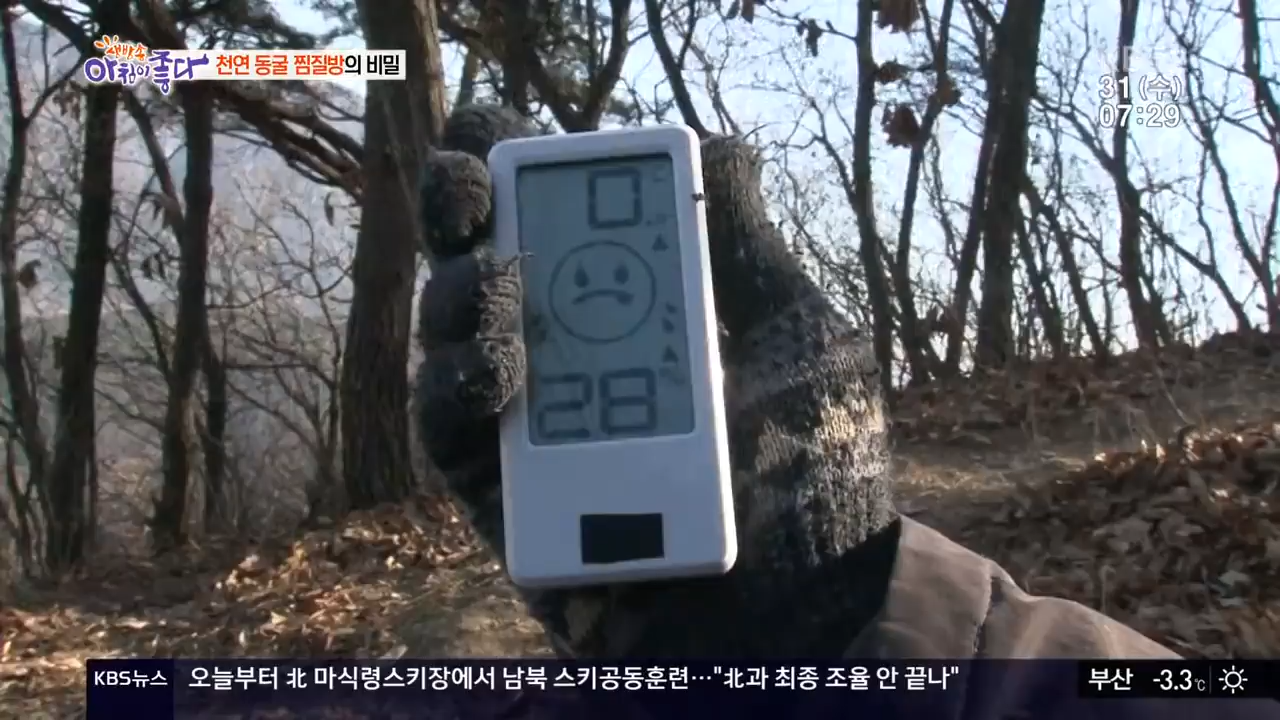 생방송
아침이 좋다
천연 동굴 찜질방의 비밀
31 (수)
07:29
0
28
KBS뉴스
오늘부터 北 마식령스키장에서 남북 스키공동훈련…"北과 최종 조율 안 끝나"
부산 -3.3℃